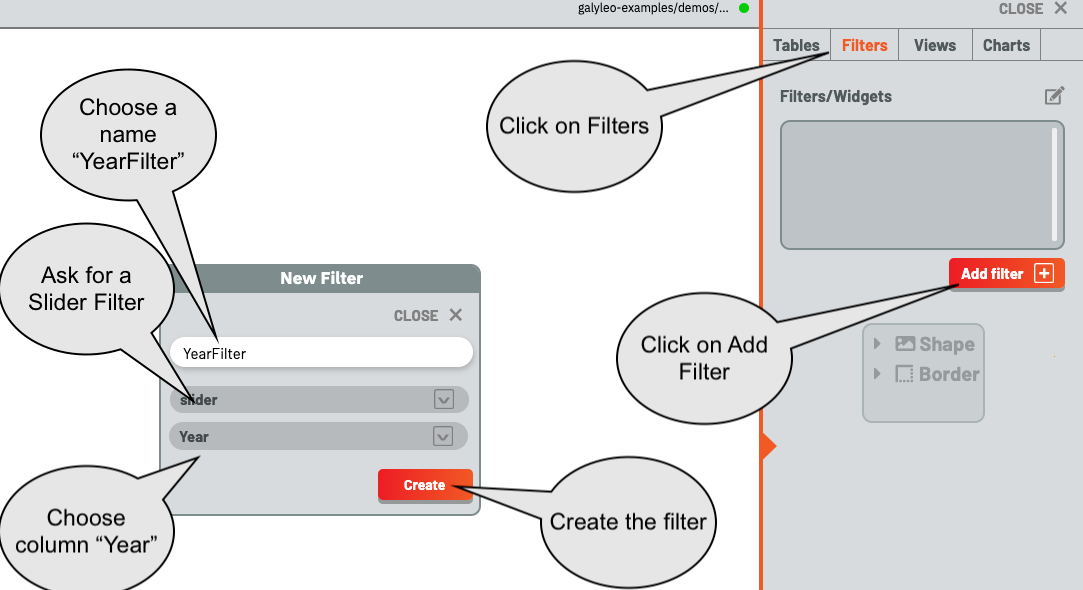 galyleo-examples/demos/...
CLOSE
Tables
Filters
Views
Charts
Filters/Widgets
Add filter
Shape
Border
Click on Filters
Click on Add
Filter
Choose a
name
“YearFilter”
Ask for a
Slider Filter
New Filter
CLOSE
YearFilter
slider
Year
Create
Choose
column “Year”
Create the filter